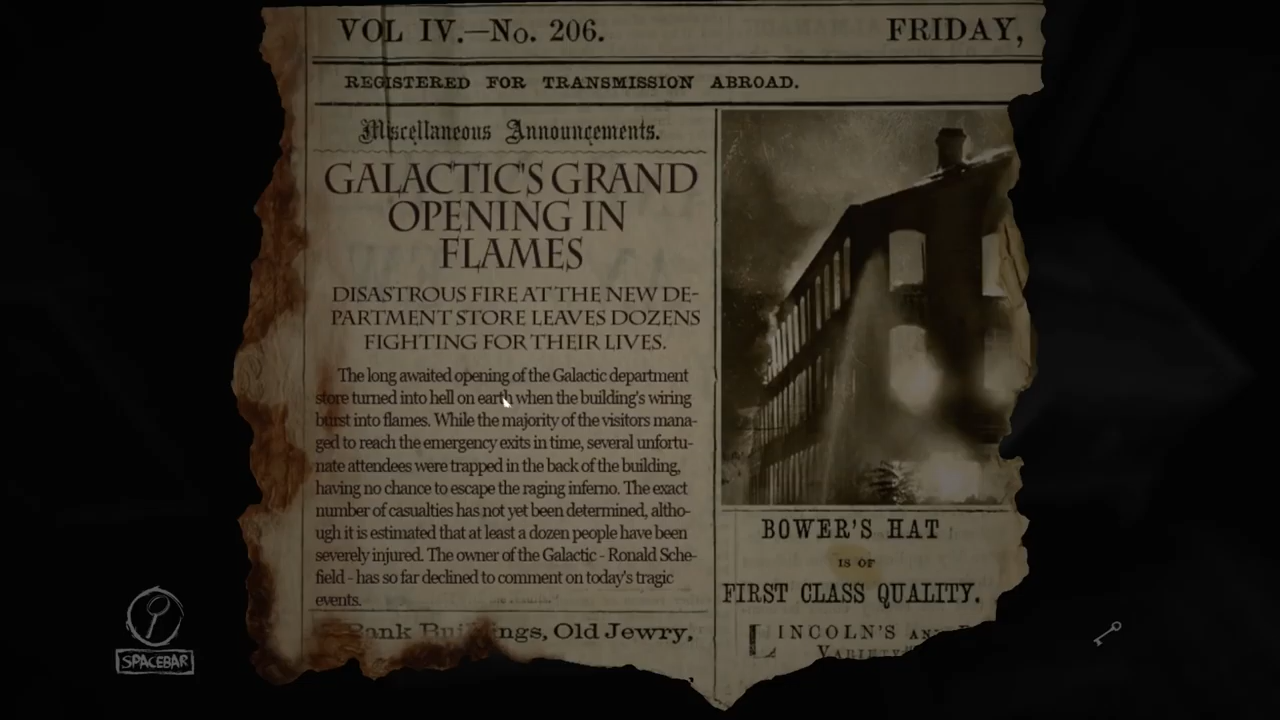 VOL IV.—No. 206.
FRIDAY,
REGISTERED FOR TRANSMISSION ABROAD.
Miscellaneous Announcements.
GALACTIC'S GRAND
OPENING IN
FLAMES
DISASTROUS FIRE AT THE NEW DE-
PARTMENT STORE LEAVES DOZENS
FIGHTING FOR THEIR LIVES.
The long awaited opening of the Galactic department
store turned into hell on earth when the building's wiring
burst into flames. While the majority of the visitors mana-
ged to reach the emergency exits in time, several unfortu-
nate attendees were trapped in the back of the building,
having no chance to escape the raging inferno. The exact
number of casualties has not yet been determined, altho-
ugh it is estimated that at least a dozen people have been
severely injured. The owner of the Galactic - Ronald Sche-
field - has so far declined to comment on today's tragic
events.
Bank Buildings, Old Jewry,
BOWER'S HAT
IS OF
FIRST CLASS QUALITY.
LINCOLN'S AND
VARIETY
SPACEBAR